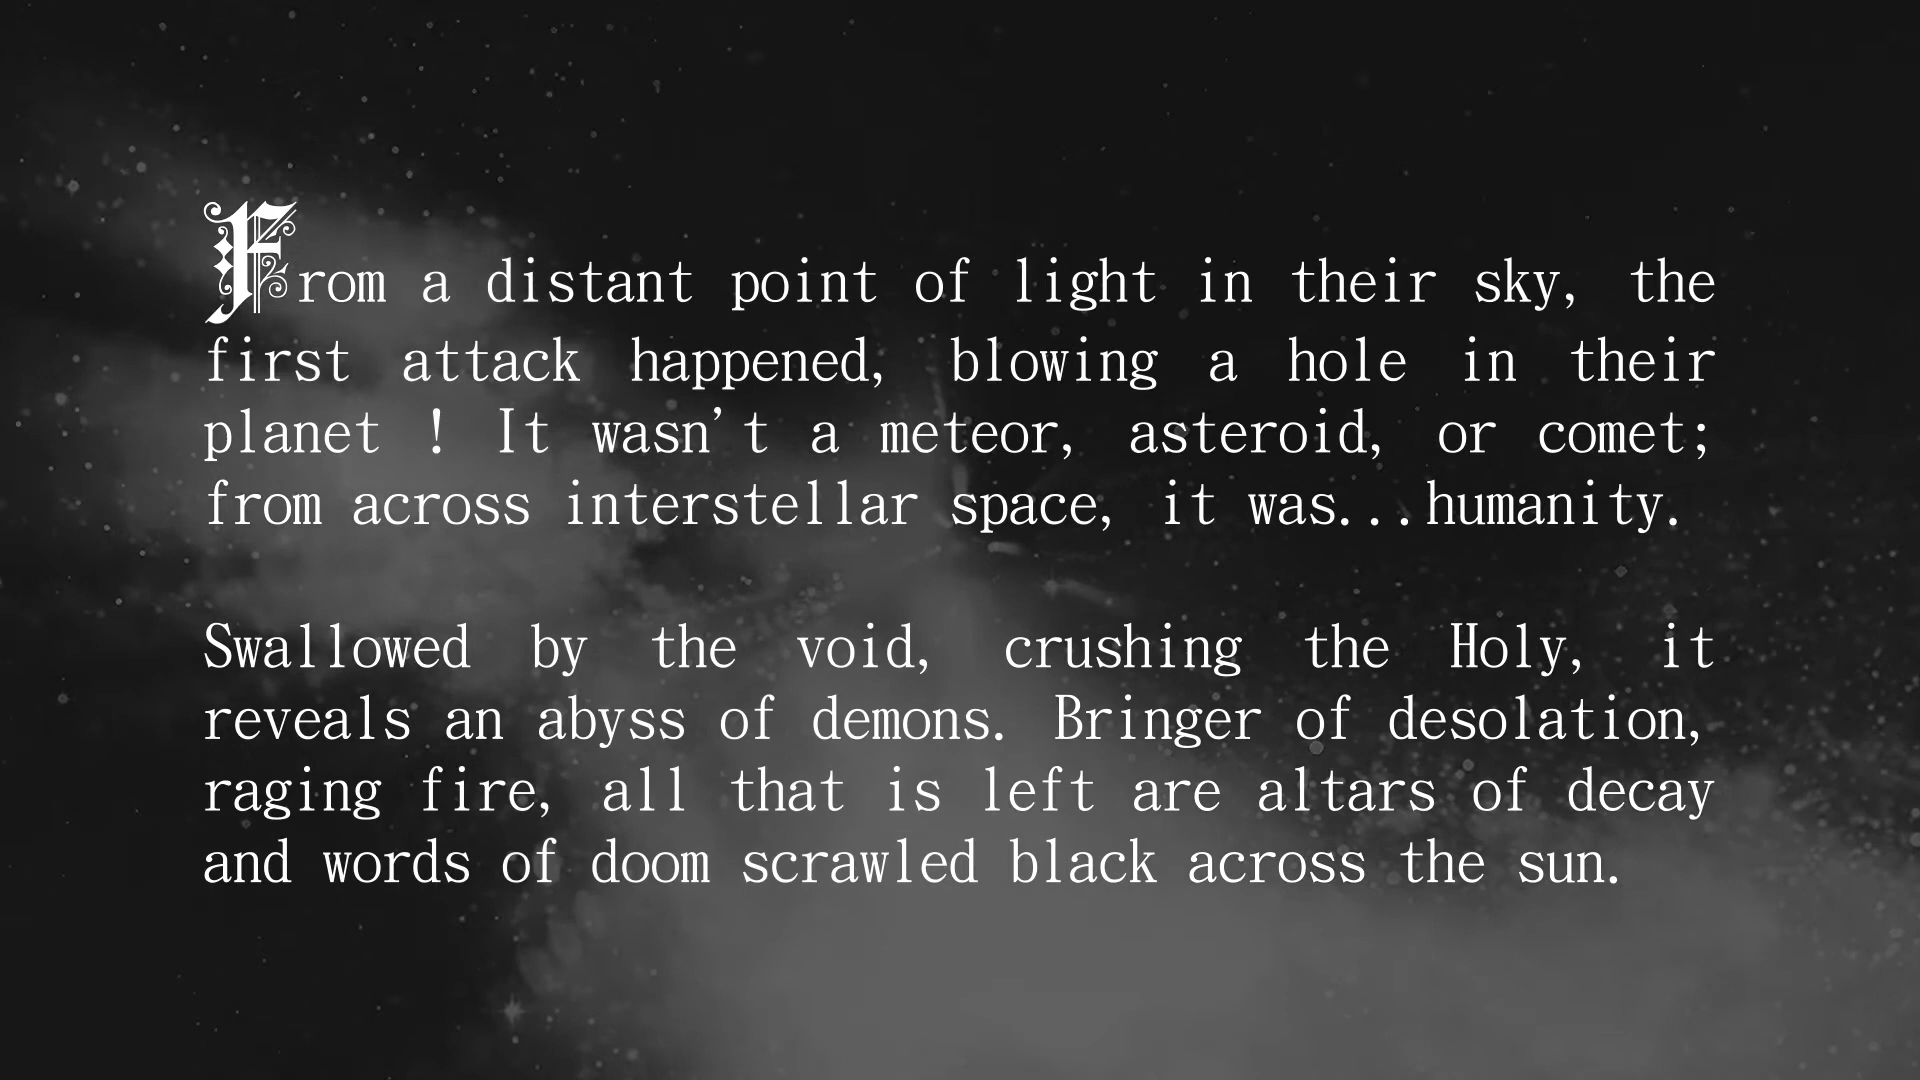 From a distant point of light in their sky, the
first attack happened, blowing a hole in their
planet ! It wasn't a meteor, asteroid, or comet;
from across interstellar space, it was...humanity.
Swallowed by the void, crushing the Holy, it
reveals an abyss of demons. Bringer of desolation,
raging fire, all that is left are altars of decay
and words of doom scrawled black across the sun.